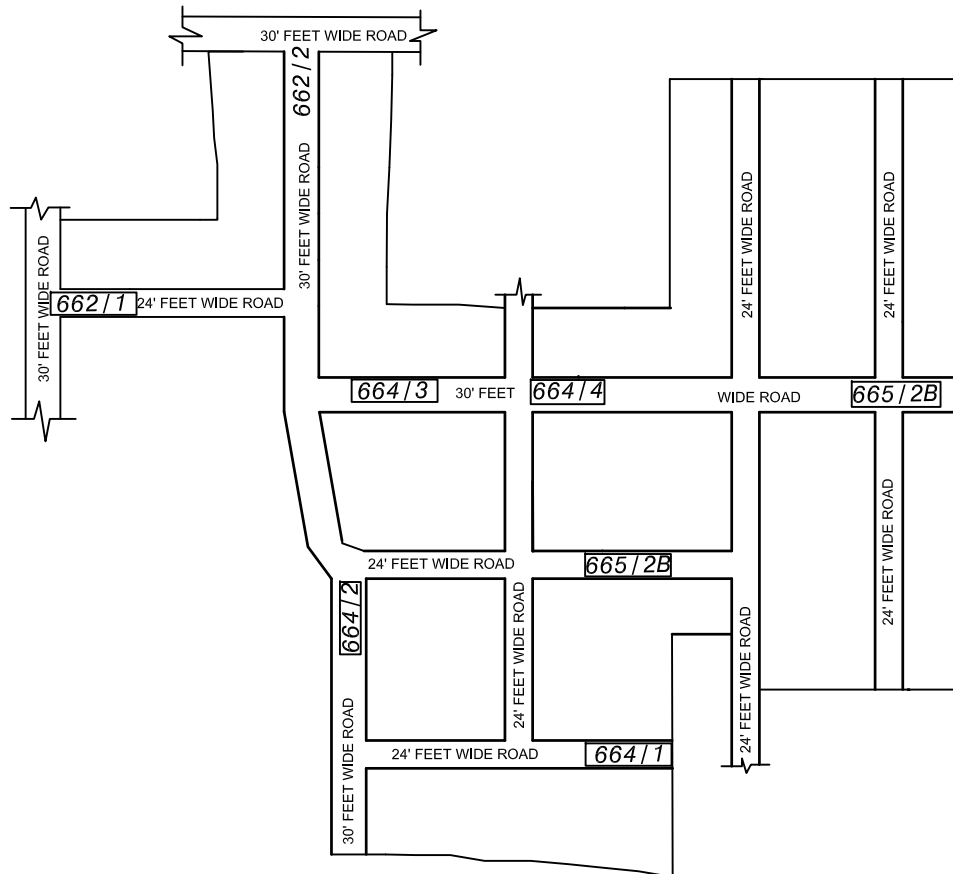 30' FEET WIDE ROAD
662/2
30' FEET WIDE ROAD
30' FEET WIDE ROAD
662/1
24' FEET WIDE ROAD
24' FEET WIDE ROAD
24' FEET WIDE ROAD
664/3
30' FEET
664/4
WIDE ROAD
665/2B
24' FEET WIDE ROAD
665/2B
24' FEET WIDE ROAD
664/2
24' FEET WIDE ROAD
24' FEET WIDE ROAD
30' FEET WIDE ROAD
24' FEET WIDE ROAD
664/1